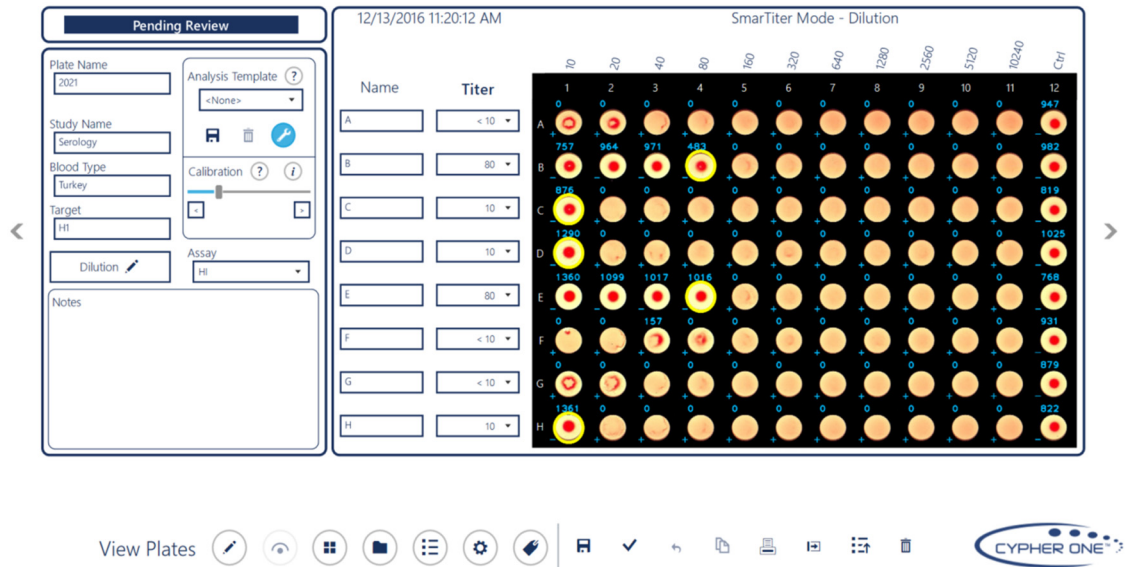 Pending Review
12/13/2016 11:20:12 AM
SmarTiter Mode - Dilution
Plate Name
2021
Analysis Template ?
<None>
Study Name
Serology
Blood Type
Turkey
Calibration ? i
< >
Target
H1
Dilution
Assay
HI
Notes
Name Titer
10 20 40 80 160 320 640 1280 2560 5120 10240 Ctrl
1 2 3 4 5 6 7 8 9 10 11 12
0 0 0 0 0 0 0 0 0 0 0 947
A < 10 A
+ + + + + + + + + + + -
757 964 971 483 0 0 0 0 0 0 0 982
B 80 B
- - - - + + + + + + + -
876 0 0 0 0 0 0 0 0 0 0 819
C 10 C
- + + + + + + + + + + -
1290 0 0 0 0 0 0 0 0 0 0 1025
D 10 D
- + + + + + + + + + + -
1360 1099 1017 1016 0 0 0 0 0 0 0 768
E 80 E
- - - - + + + + + + + -
0 0 157 0 0 0 0 0 0 0 0 931
F < 10 F
+ + + + + + + + + + + -
0 0 0 0 0 0 0 0 0 0 0 879
G < 10 G
+ + + + + + + + + + + -
1361 0 0 0 0 0 0 0 0 0 0 822
H 10 H
- + + + + + + + + + + -
View Plates
CYPHER ONE™